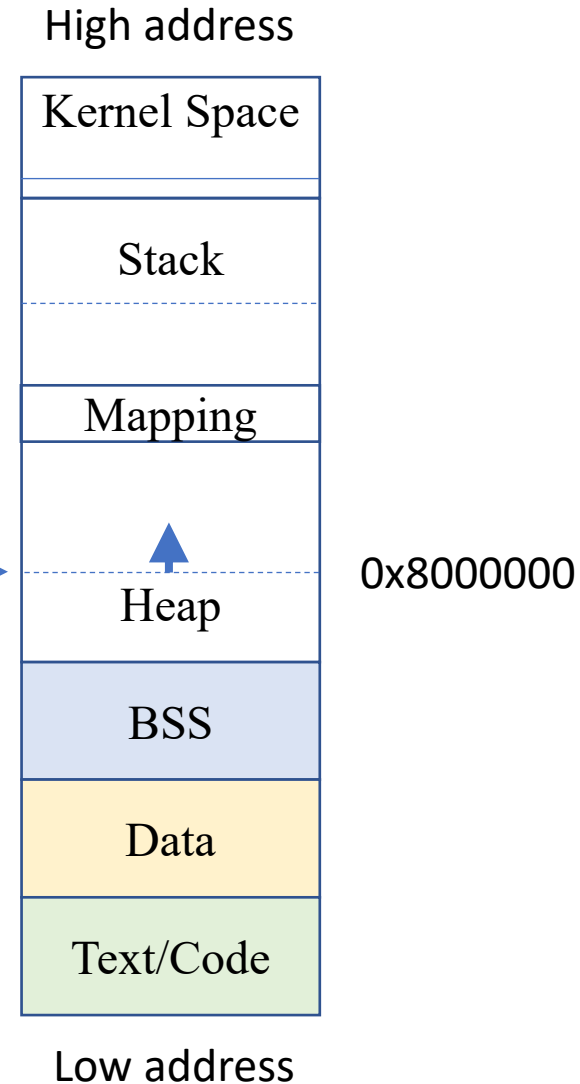 High address
Kernel Space
Stack
Mapping
0x8000000
Heap
BSS
Data
Text/Code
Low address